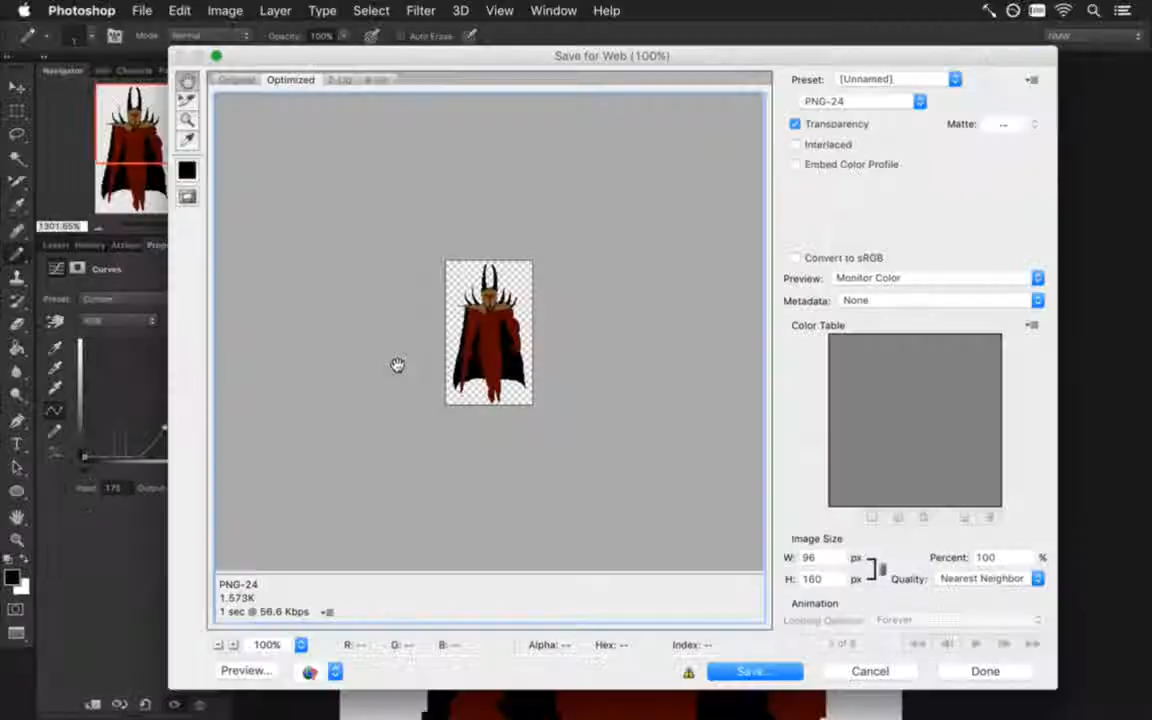 Photoshop File Edit Image Layer Type Select Filter 3D View Window Help
Mode: Normal Opacity: 100% Auto Erase
Save for Web (100%)
Navigator Character
Original Optimized 2-Up 4-Up
Preset: [Unnamed]
PNG-24
Transparency Matte: --
Interlaced
Embed Color Profile
1301.65%
Layers History Actions
Curves
Convert to sRGB
Preview: Monitor Color
Preset: Custom
Metadata: None
RGB
Color Table
Input: 175 Output
Image Size
W: 96 px Percent: 100 %
H: 160 px Quality: Nearest Neighbor
PNG-24
1.573K
1 sec @ 56.6 Kbps
Animation
Looping Options: Forever
100% R: -- G: -- B: -- Alpha: -- Hex: -- Index: --
Preview... Save... Cancel Done